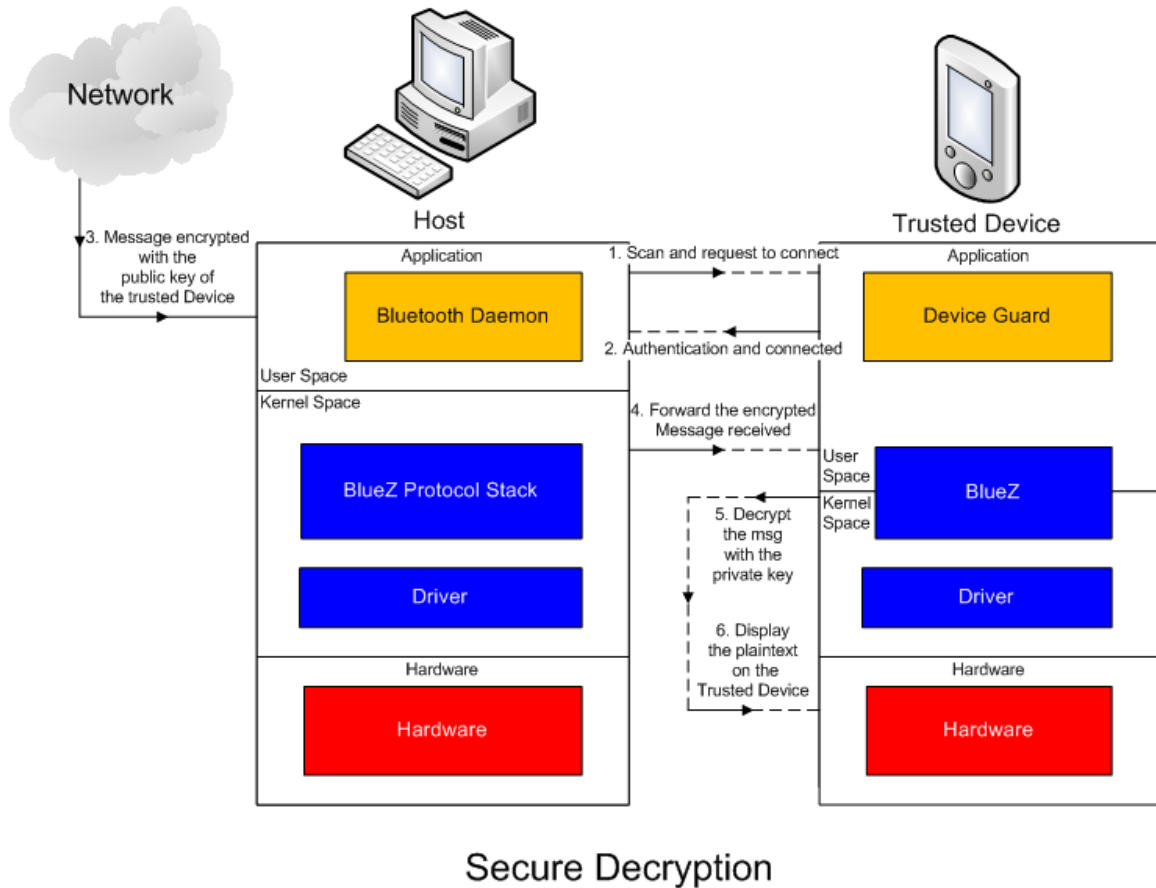 Network
Host
Trusted Device
3. Message encrypted
with the
public key of
the trusted Device
Application
Bluetooth Daemon
User Space
Kernel Space
BlueZ Protocol Stack
Driver
Hardware
Hardware
1. Scan and request to connect
2. Authentication and connected
4. Forward the encrypted
Message received
5. Decrypt
the msg
with the
private key
6. Display
the plaintext
on the
Trusted Device
Application
Device Guard
User
Space
Kernel
Space
BlueZ
Driver
Hardware
Hardware
Secure Decryption